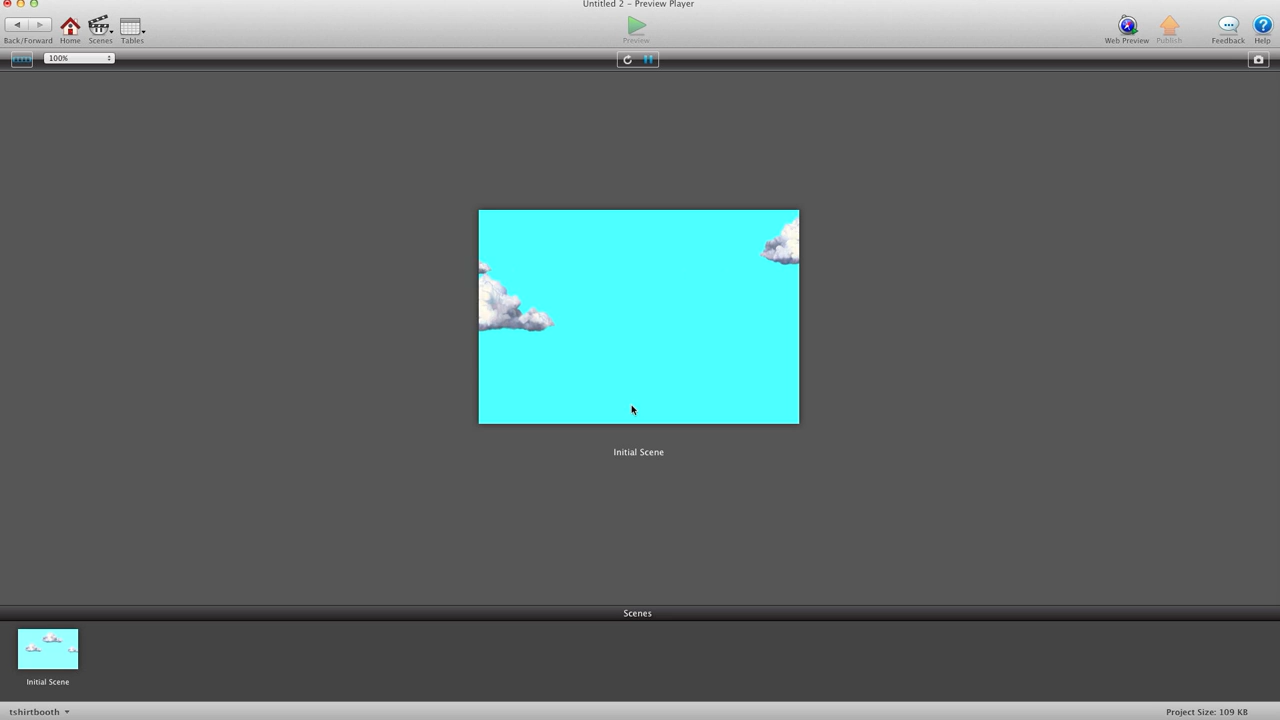 Untitled 2 – Preview Player
Back/Forward
Home
Scenes
Tables
Preview
Web Preview
Publish
Feedback
Help
100%
Initial Scene
Scenes
Initial Scene
tshirtbooth
Project Size: 109 KB